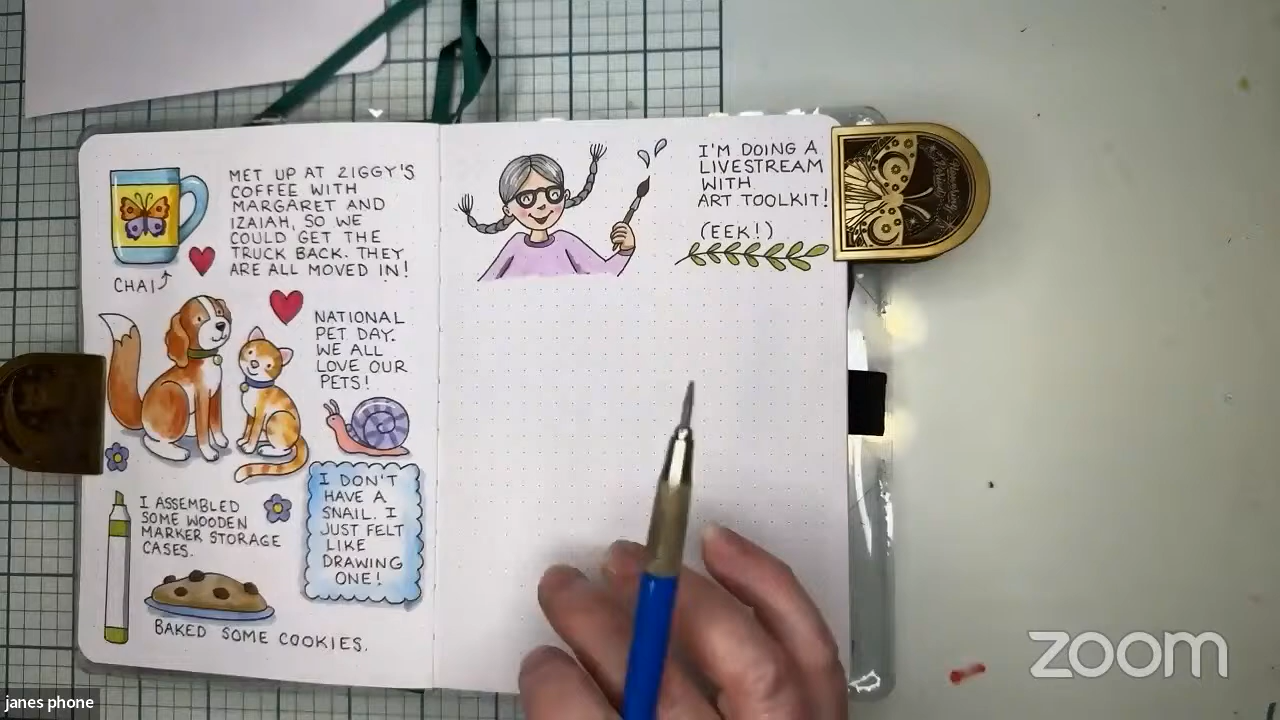 MET UP AT ZIGGY'S
COFFEE WITH
MARGARET AND
IZAIAH, SO WE
COULD GET THE
TRUCK BACK. THEY
ARE ALL MOVED IN!
CHAI
NATIONAL
PET DAY.
WE ALL
LOVE OUR
PETS!
I DON'T
HAVE A
SNAIL. I
JUST FELT
LIKE
DRAWING
ONE!
I ASSEMBLED
SOME WOODEN
MARKER STORAGE
CASES.
BAKED SOME COOKIES.
I'M DOING A
LIVESTREAM
WITH
ART TOOLKIT!
(EEK!)
zoom
janes phone